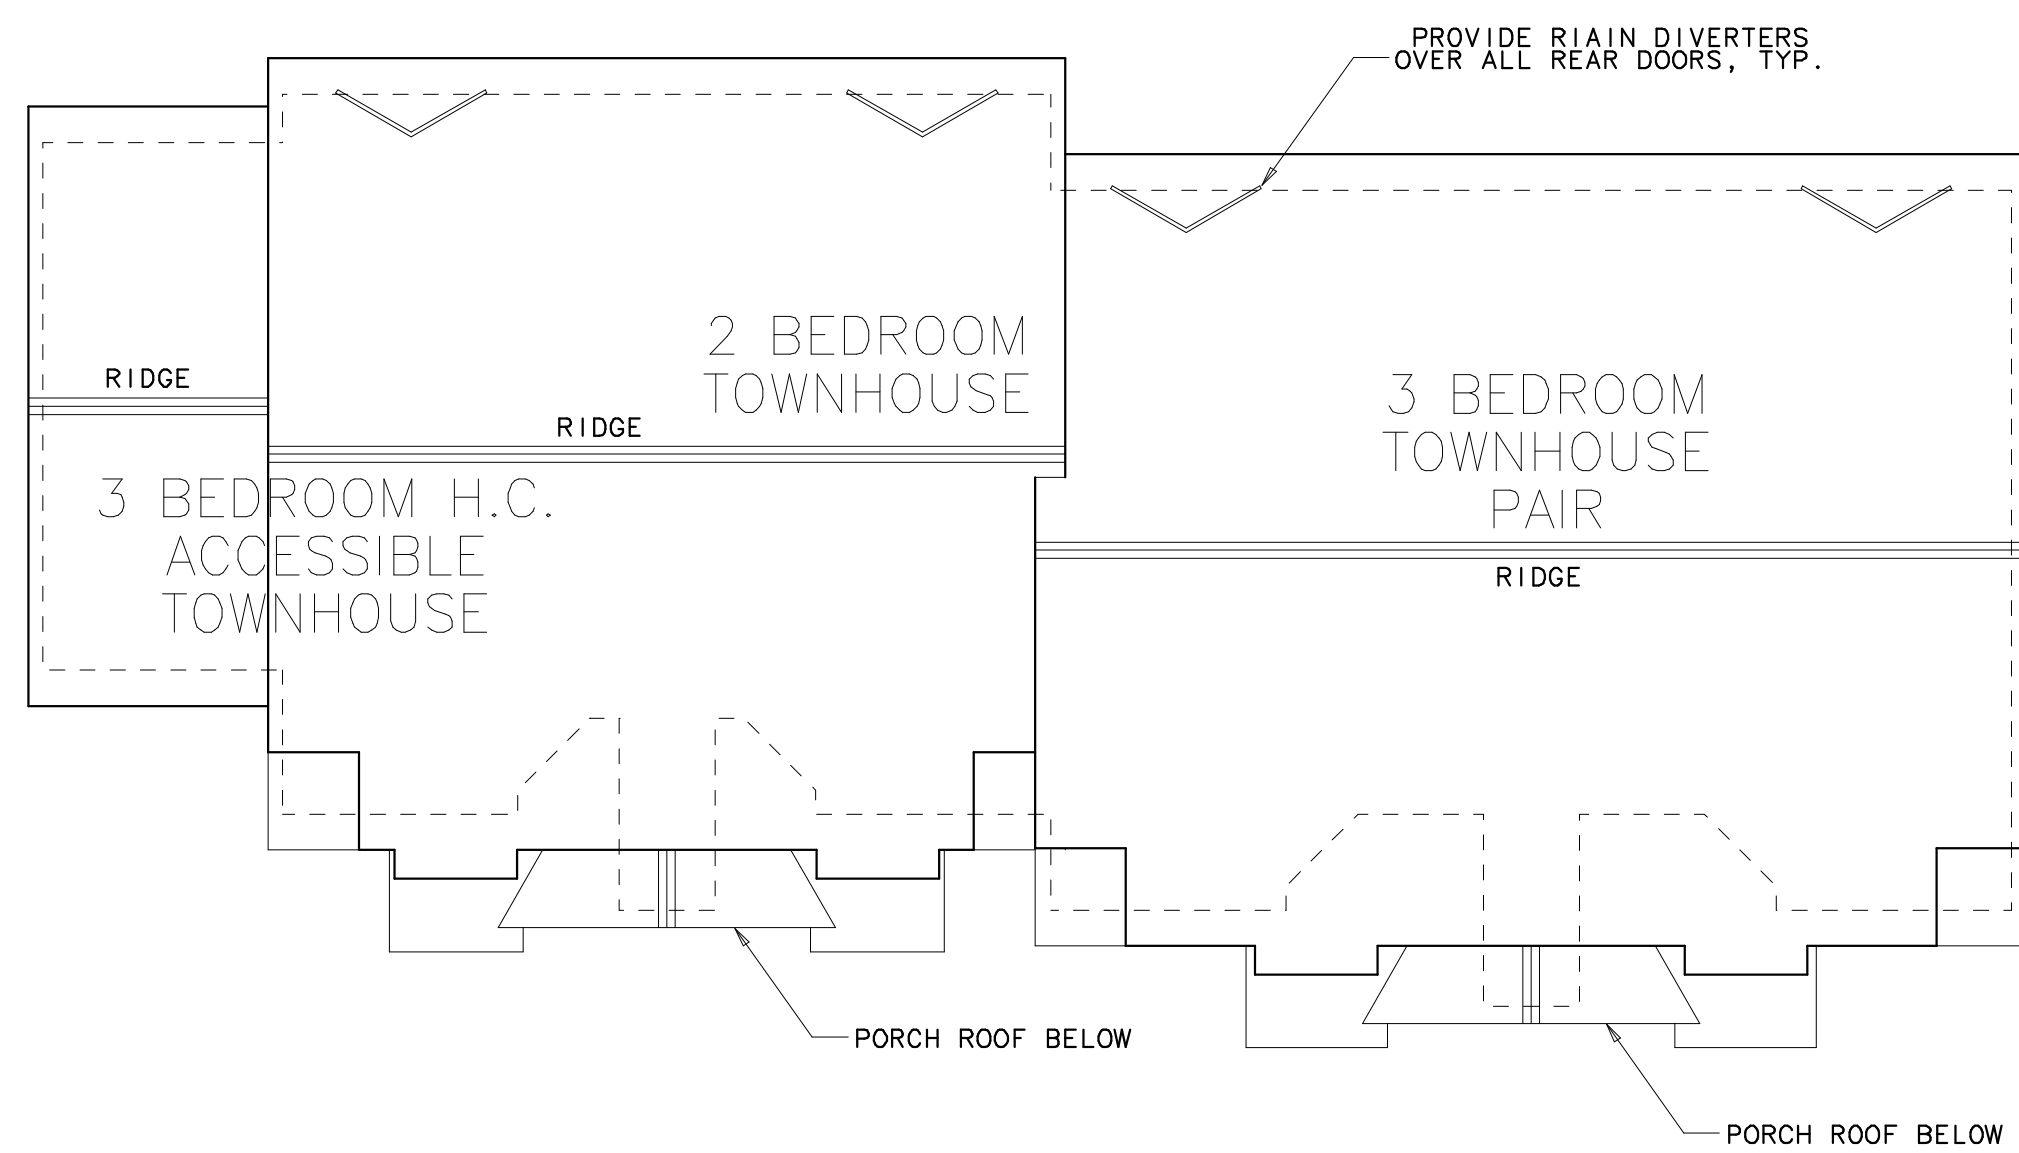 PROVIDE RIAIN DIVERTERS
OVER ALL REAR DOORS, TYP.
2 BEDROOM
TOWNHOUSE
RIDGE
RIDGE
3 BEDROOM
TOWNHOUSE
PAIR
3 BEDROOM H.C.
ACCESSIBLE
TOWNHOUSE
RIDGE
PORCH ROOF BELOW
PORCH ROOF BELOW